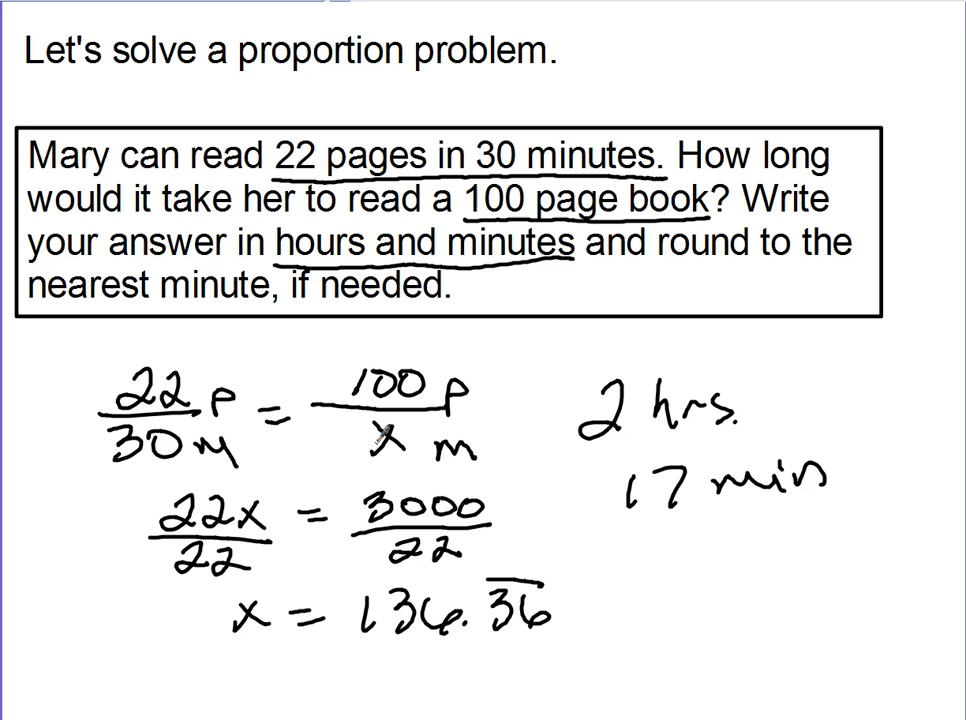 Let's solve a proportion problem.
Mary can read 22 pages in 30 minutes. How long
would it take her to read a 100 page book? Write
your answer in hours and minutes and round to the
nearest minute, if needed.
22 p / 30 m = 100 p / x m
22x / 22 = 3000 / 22
x = 136.3̅6̅
2 hrs.
17 min